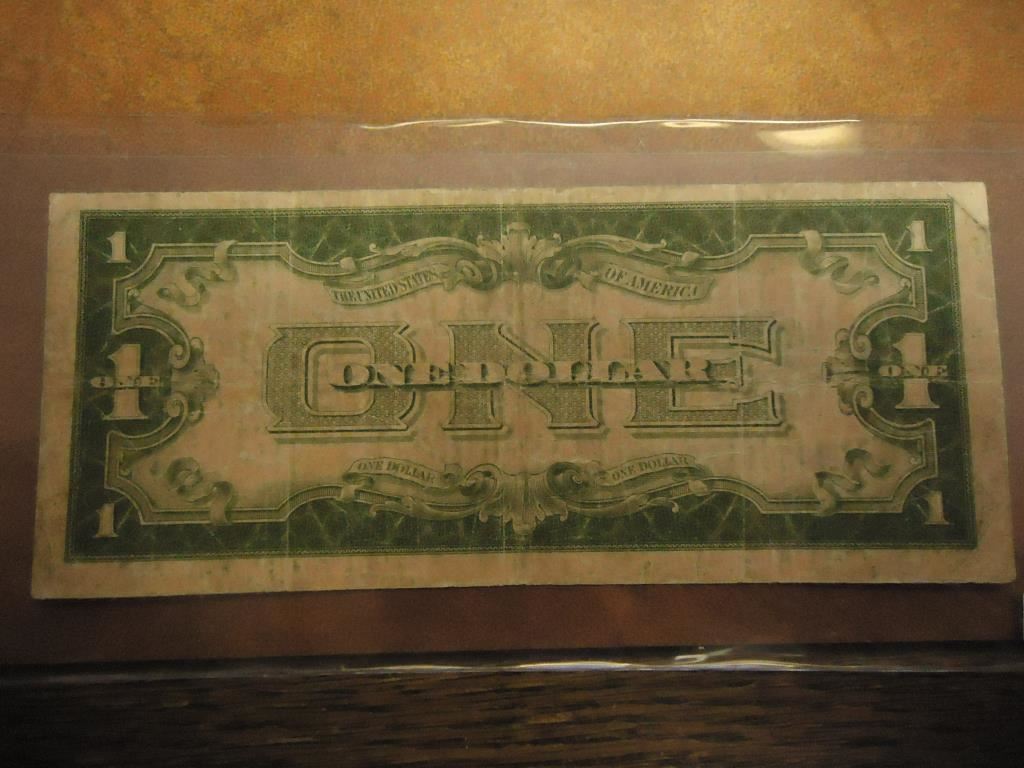 1 1
THE UNITED STATES OF AMERICA
ONE
ONE DOLLAR
1 ONE
1 ONE
ONE DOLLAR ONE DOLLAR
1 1